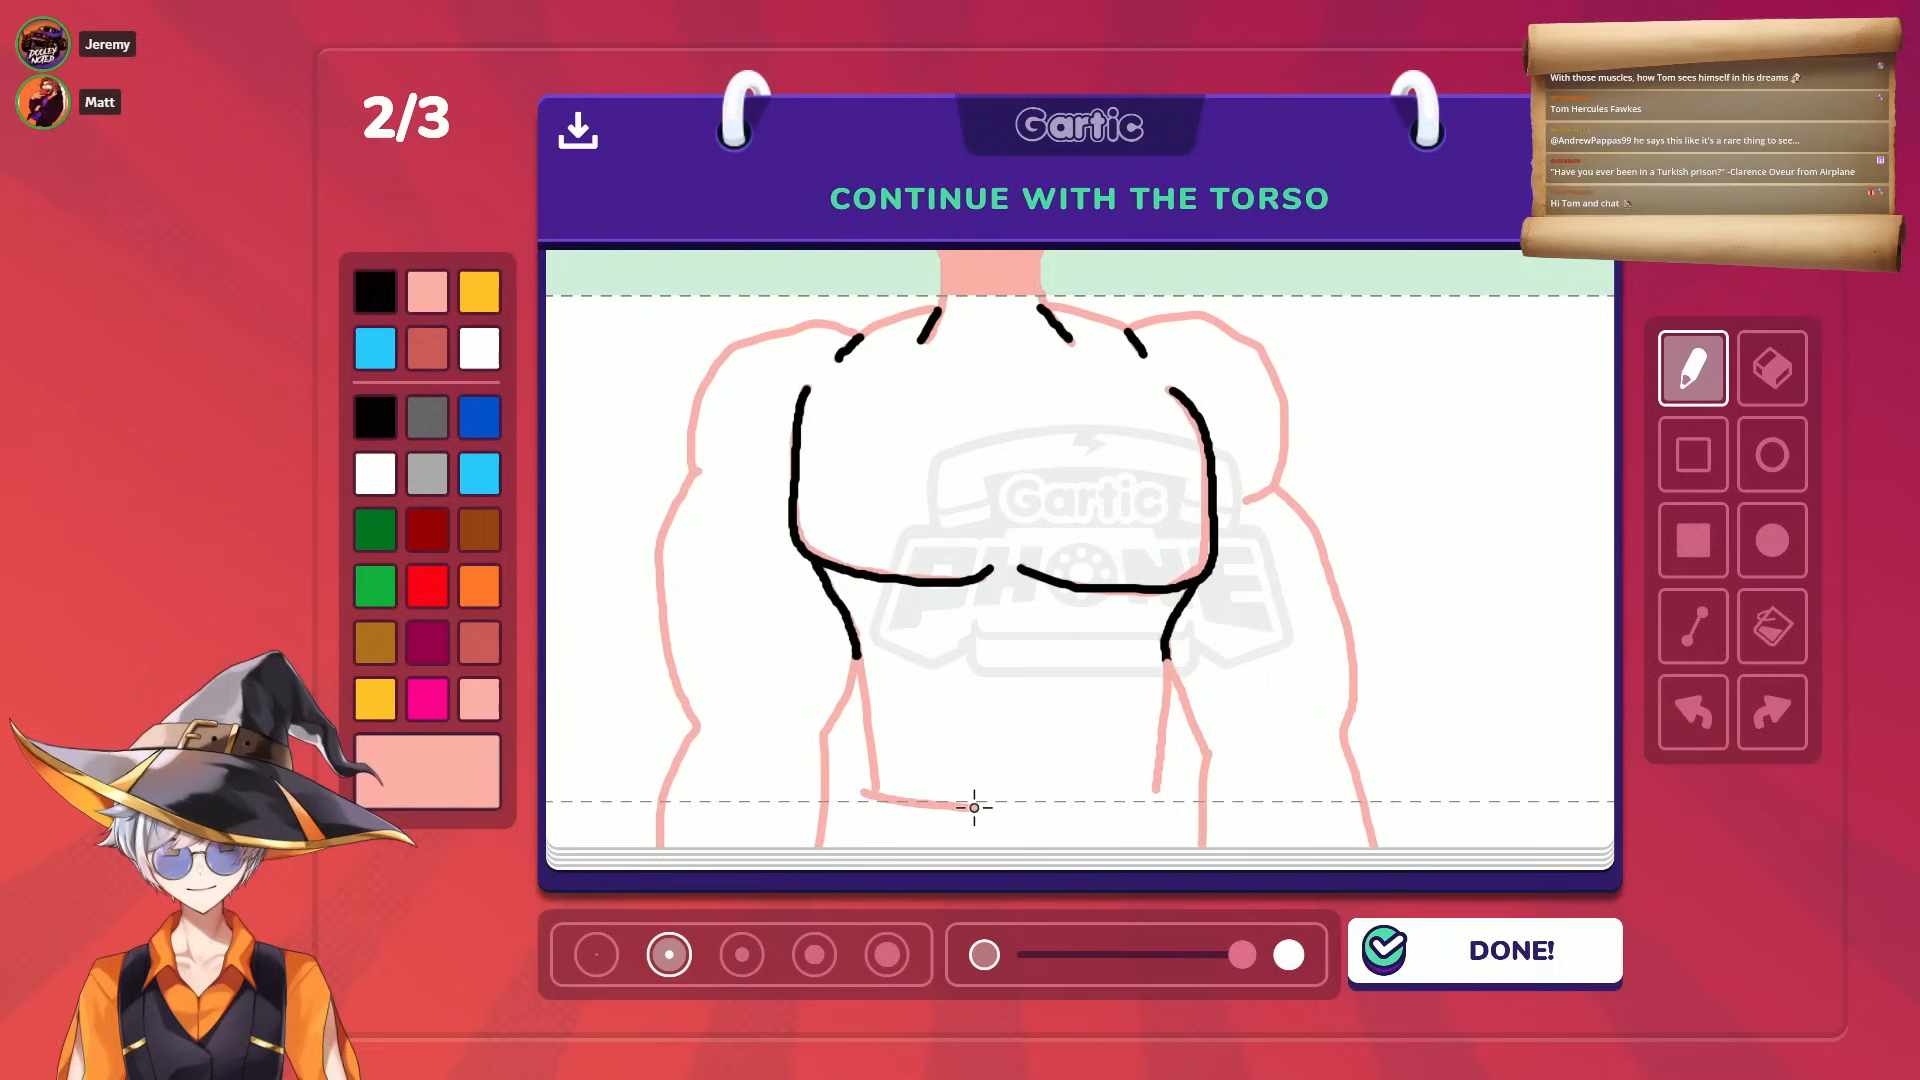 Jeremy
DOOLEY
NOTED
Matt
2/3
Gartic
CONTINUE WITH THE TORSO
With those muscles, how Tom sees himself in his dreams
Tom Hercules Fawkes
@AndrewPappas99 he says this like it's a rare thing to see...
"Have you ever been in a Turkish prison?" -Clarence Oveur from Airplane
Hi Tom and chat
Gartic
PHONE
DONE!